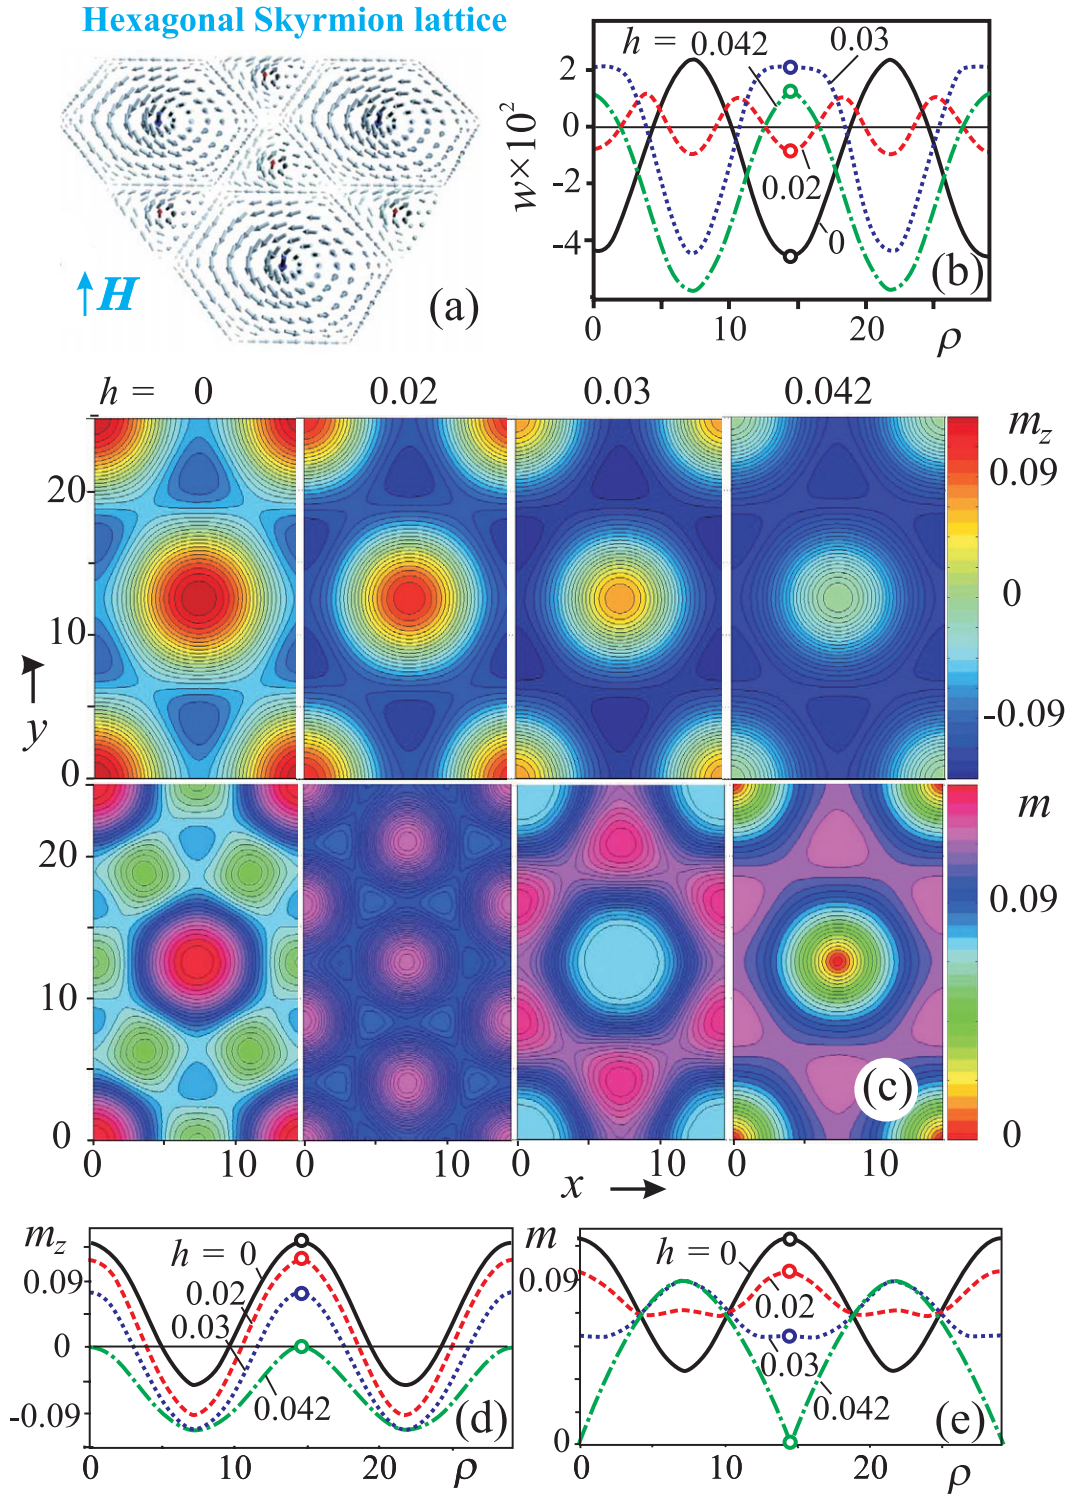 Hexagonal Skyrmion lattice
H
(a)
h = 0.042 0.03
w×10²
2
0
-2
-4
0.02
0
(b)
0 10 20 ρ
h = 0 0.02 0.03 0.042
m_z
0.09
0
-0.09
20
10
0
y
m
0.09
0
20
10
0
(c)
0 10 0 10 0 10
x
m_z
0.09
0
-0.09
h = 0
0.02
0.03
0.042
(d)
0 10 20 ρ
m
0.09
0
h = 0
0.02
0.03
0.042
(e)
0 10 20 ρ